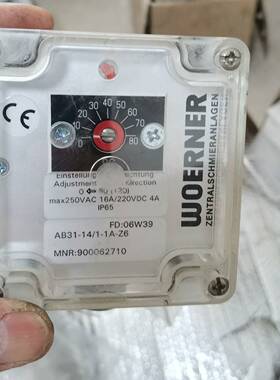 CE
0 10 20 30 40 50 60 70 80
Einstellung
Adjustment
max250VAC 16A/220VDC 4A
IP65
FD:06W39
AB31-14/1-1A-Z6
MNR:900062710
WOERNER
ZENTRALSCHMIERANLAGEN